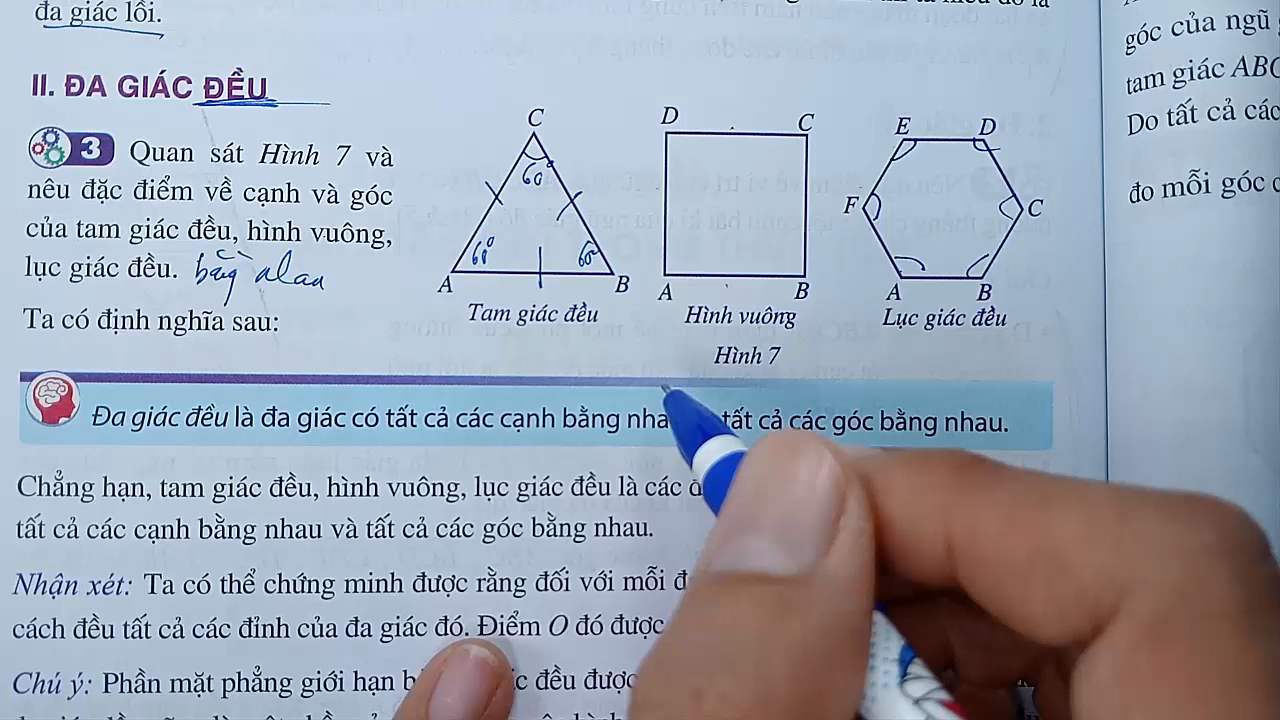 đa giác lồi.
II. ĐA GIÁC ĐỀU
3 Quan sát Hình 7 và
nêu đặc điểm về cạnh và góc
của tam giác đều, hình vuông,
lục giác đều.
Ta có định nghĩa sau:
C
60°
60°
60°
A
B
Tam giác đều
D
C
A
B
Hình vuông
E
D
F
C
A
B
Lục giác đều
Hình 7
Đa giác đều là đa giác có tất cả các cạnh bằng tất cả các góc bằng nhau.
Chẳng hạn, tam giác đều, hình vuông, lục giác đều là các
tất cả các cạnh bằng nhau và tất cả các góc bằng nhau.
Nhận xét: Ta có thể chứng minh được rằng đối với mỗi
cách đều tất cả các đỉnh của đa giác đó. Điểm O đó được
Chú ý: Phần mặt phẳng giới hạn đều được
góc của ngũ
tam giác ABC
Do tất cả các
đo mỗi góc